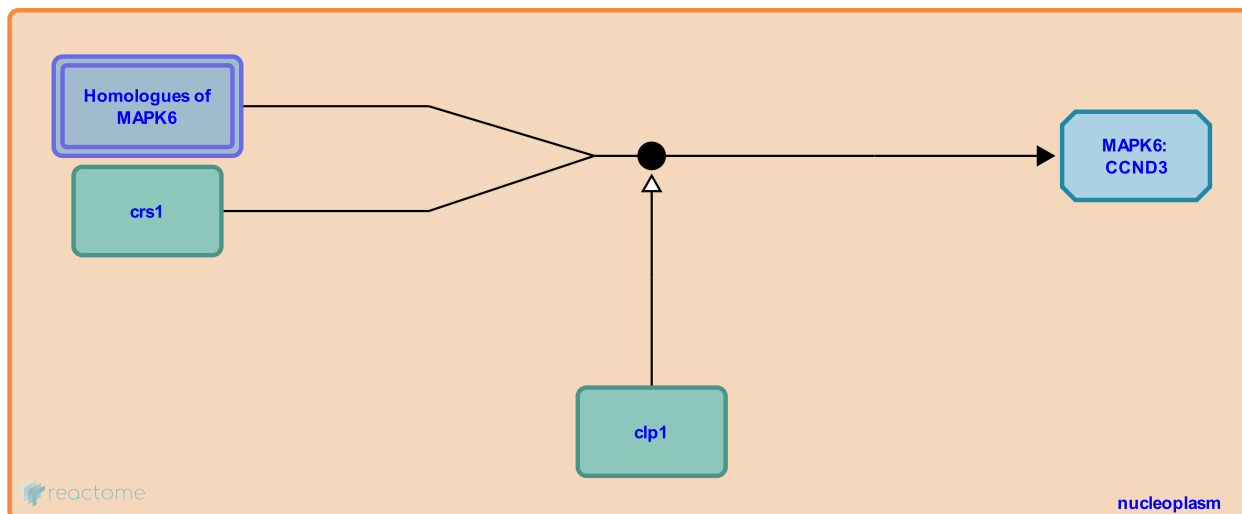 Homologues of
MAPK6
crs1
MAPK6:
CCND3
clp1
reactome
nucleoplasm